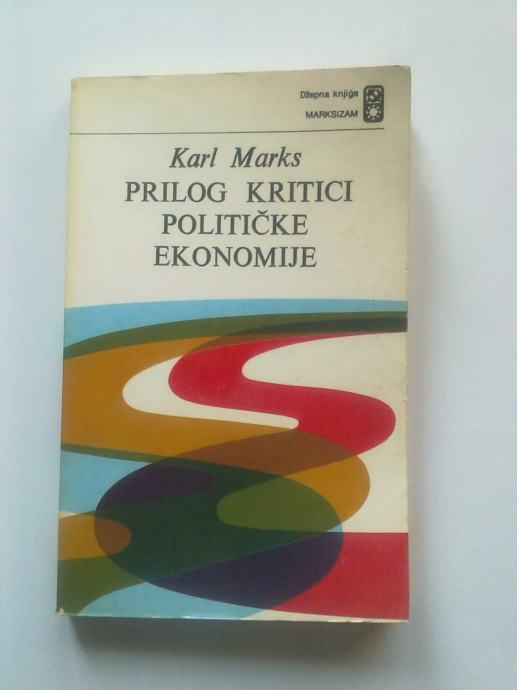 Džepna knjiga
MARKSIZAM
Karl Marks
PRILOG KRITICI
POLITIČKE
EKONOMIJE